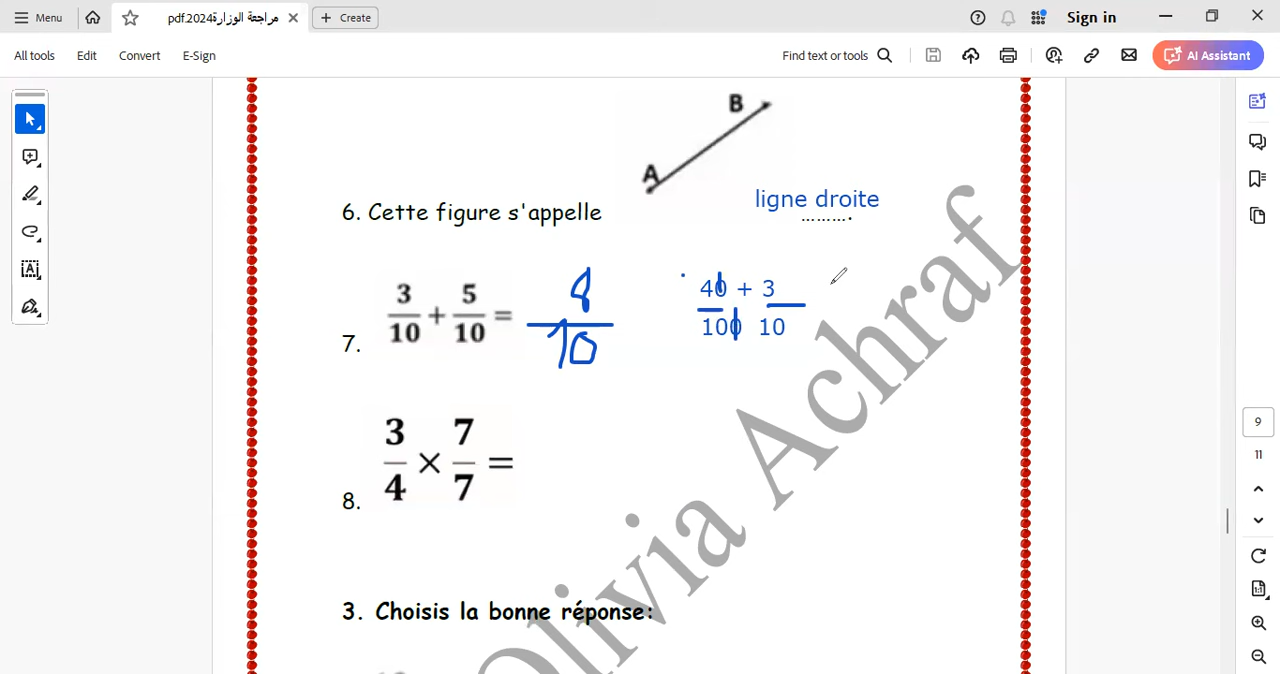 Menu
مراجعة الوزارة2024.pdf
Create
Sign in
All tools
Edit
Convert
E-Sign
Find text or tools
AI Assistant
B
A
ligne droite
6. Cette figure s'appelle ……….
3/10 + 5/10 = 8/10
40 + 3
100 10
7.
3/4 × 7/7 =
8.
3. Choisis la bonne réponse:
Olivia Achraf
9
11
1:1